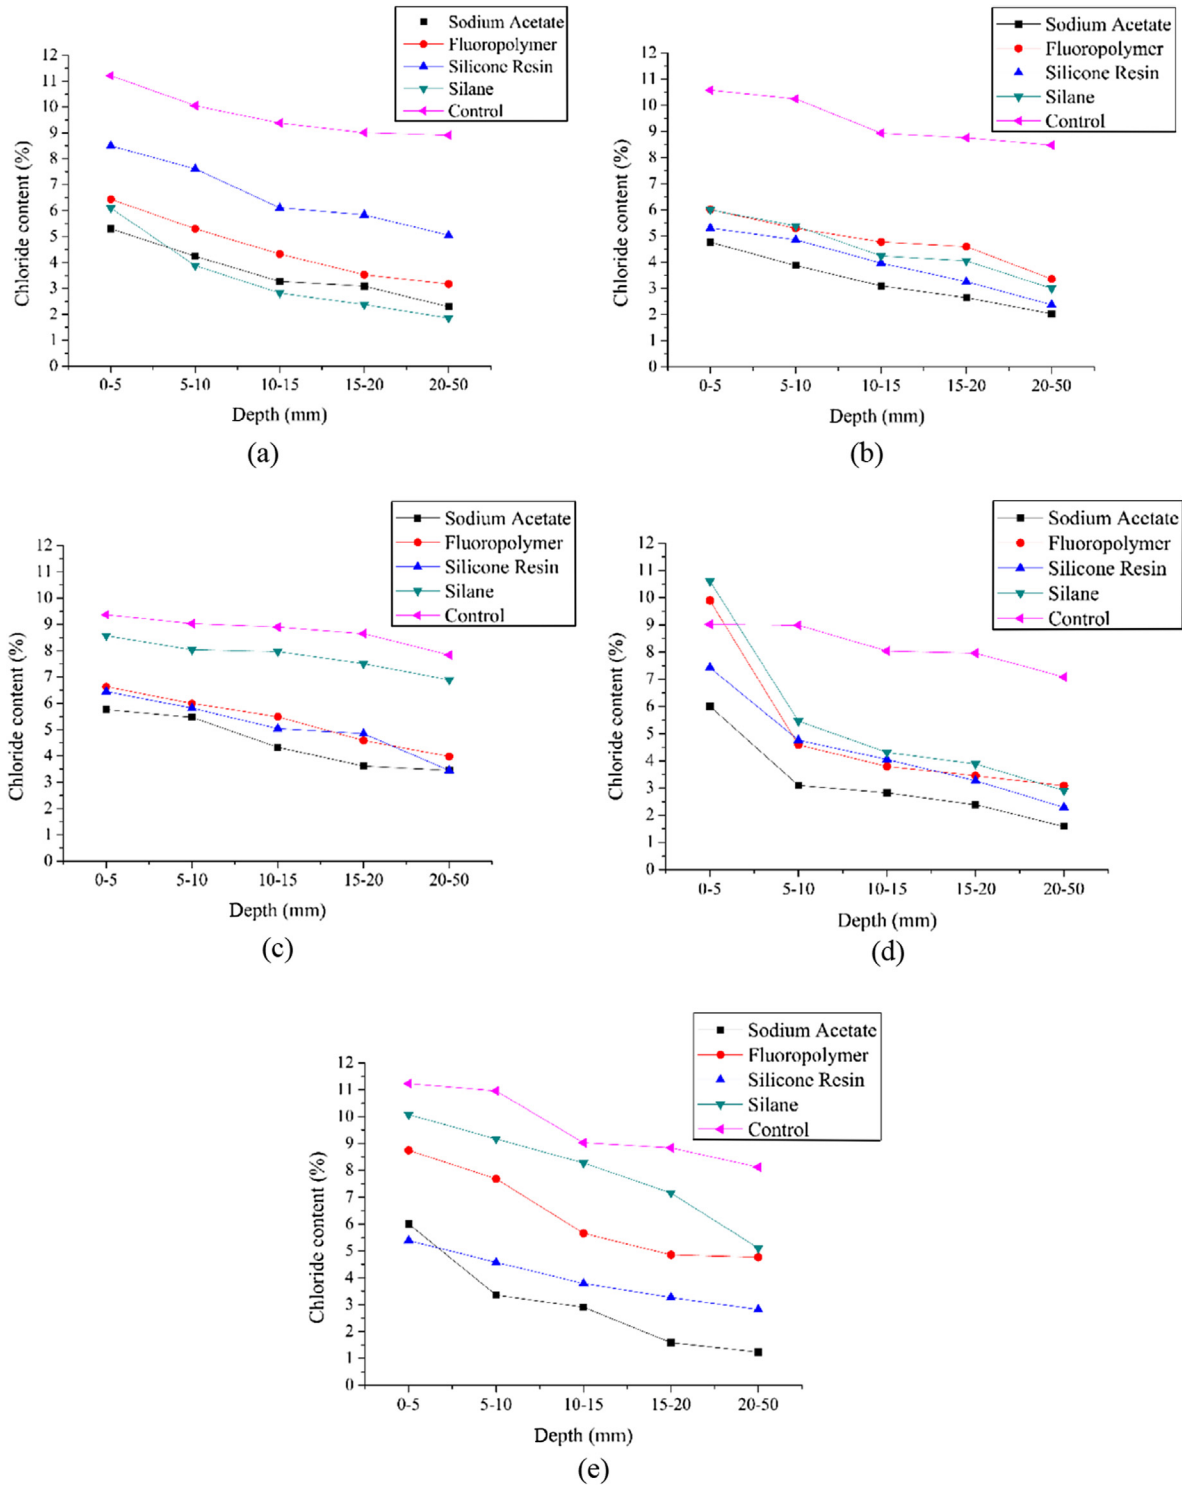 Sodium Acetate
Fluoropolymer
Silicone Resin
Silane
Control
12
11
10
9
8
7
6
5
4
3
2
1
0
Chloride content (%)
0-5 5-10 10-15 15-20 20-50
Depth (mm)
(a)
Sodium Acetate
Fluoropolymer
Silicone Resin
Silane
Control
12
11
10
9
8
7
6
5
4
3
2
1
0
Chloride content (%)
0-5 5-10 10-15 15-20 20-50
Depth (mm)
(b)
Sodium Acetate
Fluoropolymer
Silicone Resin
Silane
Control
12
11
10
9
8
7
6
5
4
3
2
1
0
Chloride content (%)
0-5 5-10 10-15 15-20 20-50
Depth (mm)
(c)
Sodium Acetate
Fluoropolymer
Silicone Resin
Silane
Control
12
11
10
9
8
7
6
5
4
3
2
1
0
Chloride content (%)
0-5 5-10 10-15 15-20 20-50
Depth (mm)
(d)
Sodium Acetate
Fluoropolymer
Silicone Resin
Silane
Control
12
11
10
9
8
7
6
5
4
3
2
1
0
Chloride content (%)
0-5 5-10 10-15 15-20 20-50
Depth (mm)
(e)